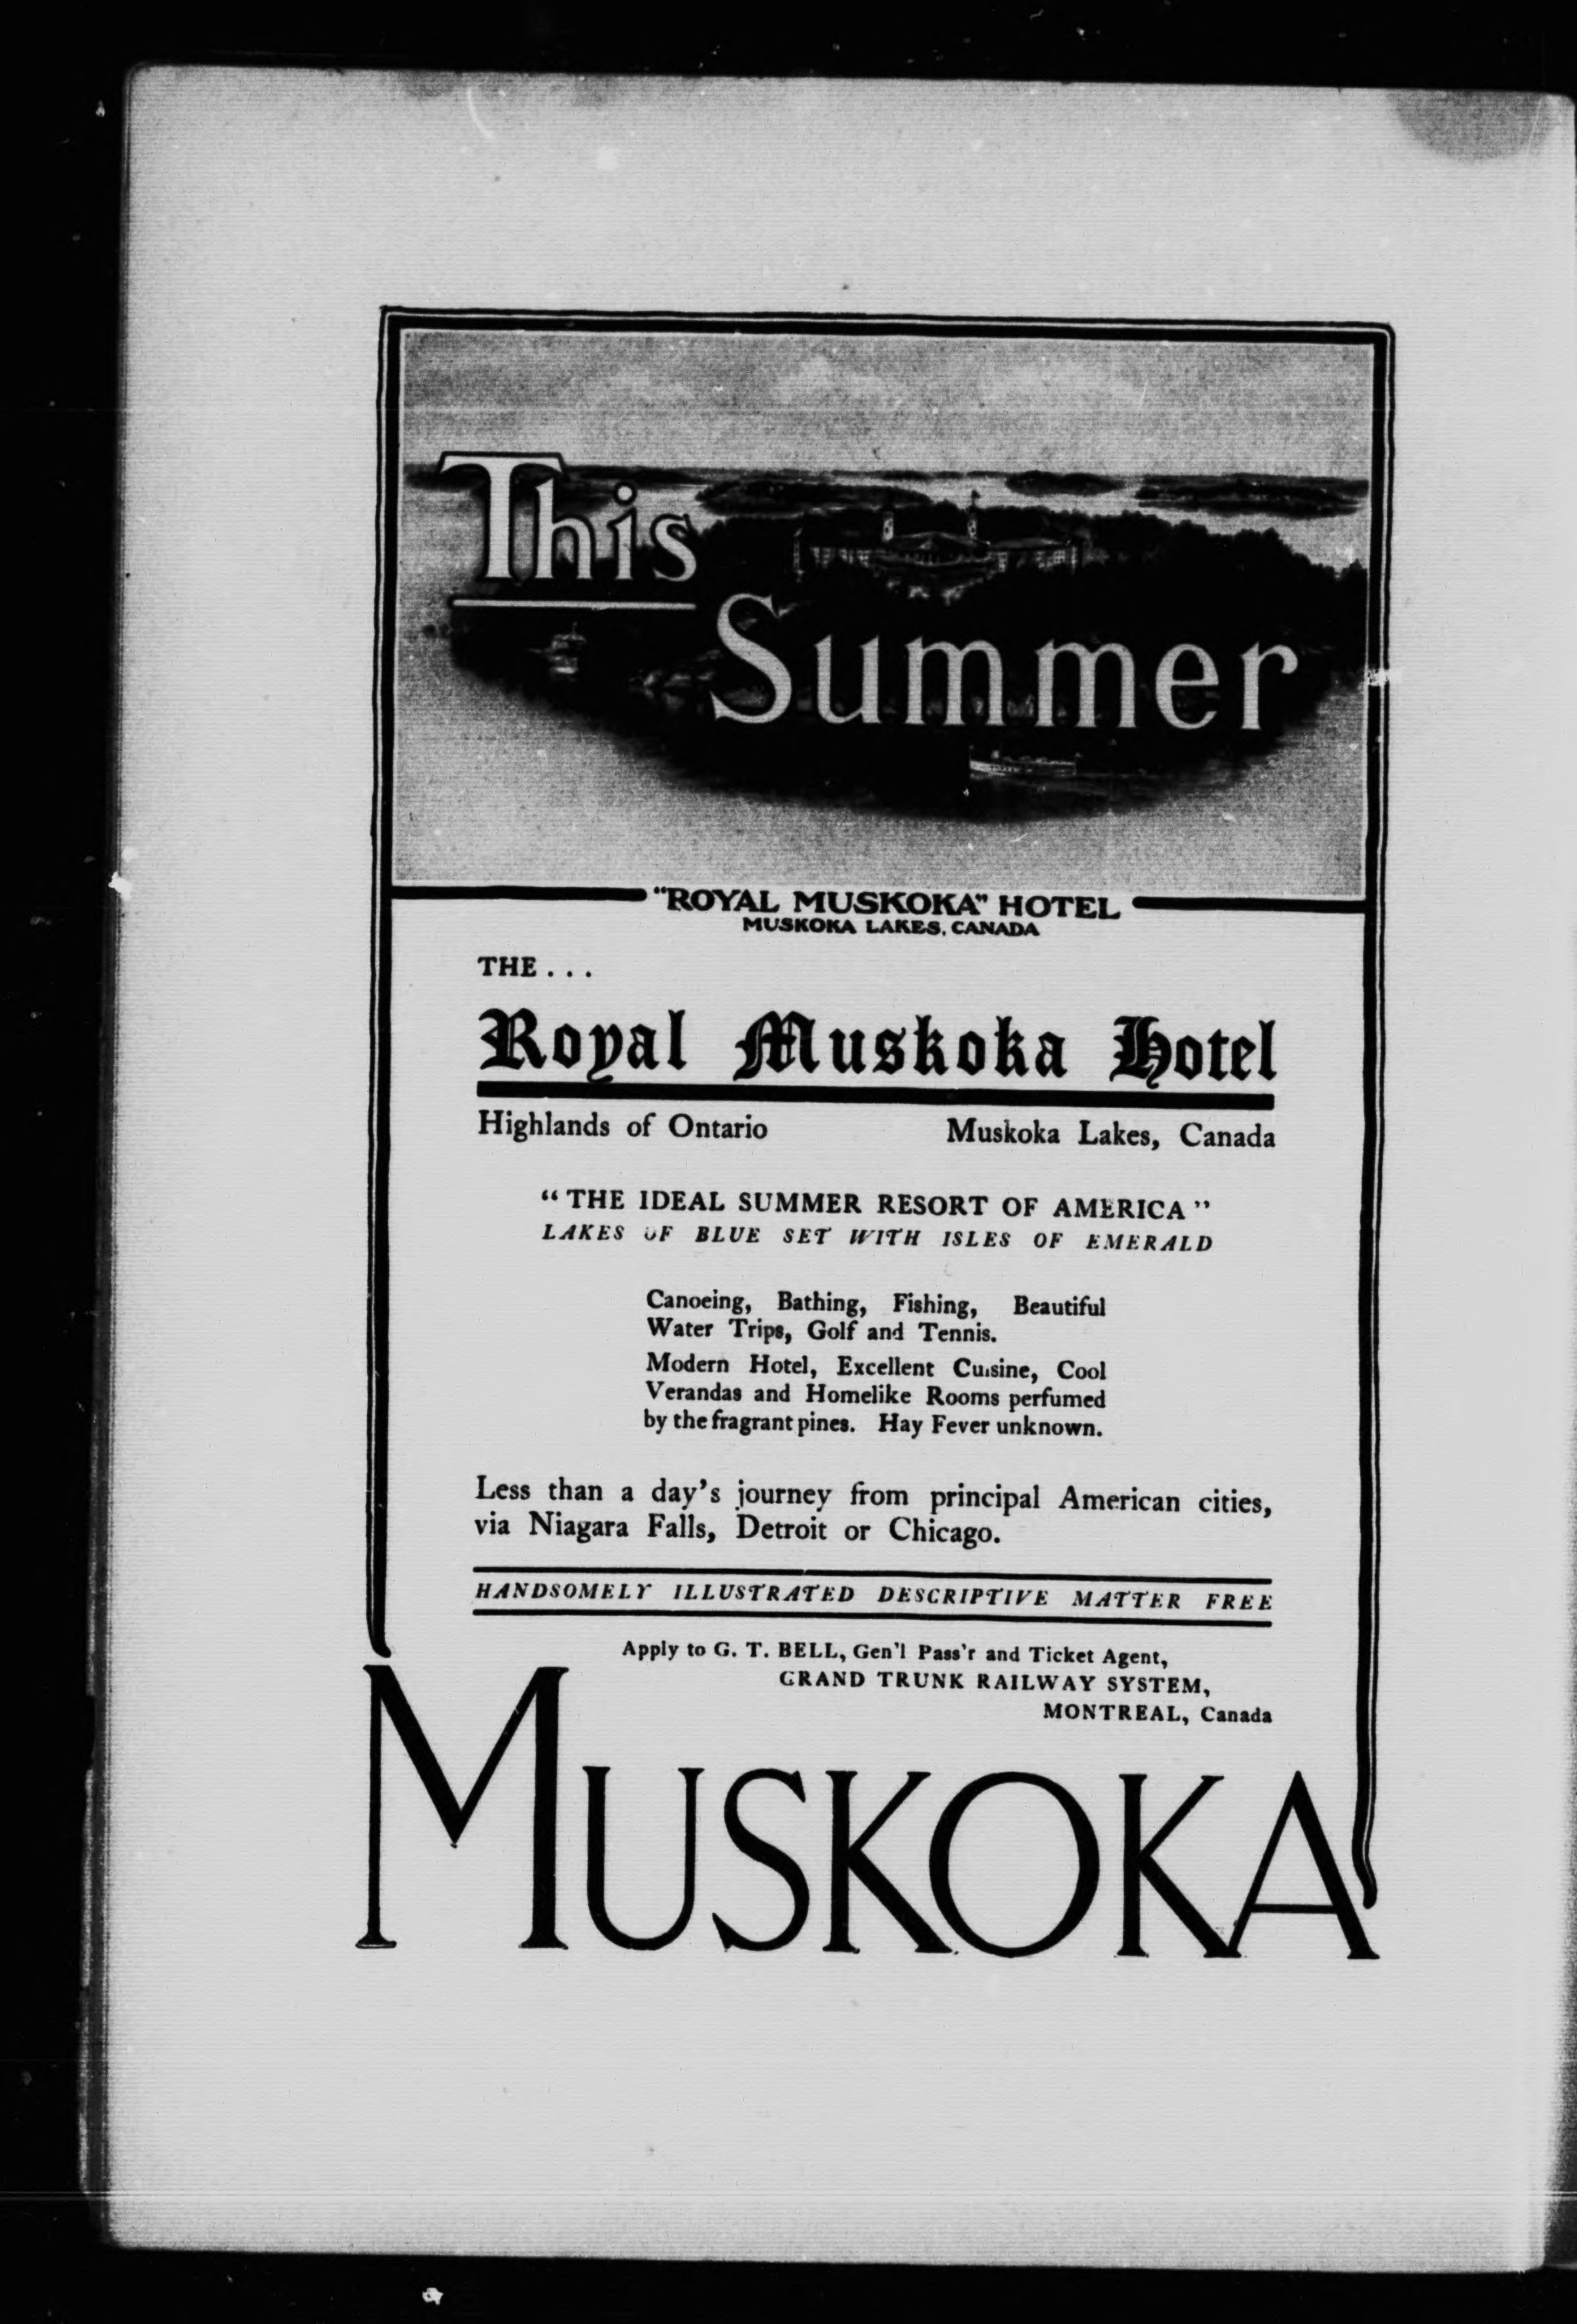 This
Summer
"ROYAL MUSKOKA" HOTEL
MUSKOKA LAKES, CANADA
THE...
Royal Muskoka Hotel
Highlands of Ontario Muskoka Lakes, Canada
"THE IDEAL SUMMER RESORT OF AMERICA"
LAKES OF BLUE SET WITH ISLES OF EMERALD
Canoeing, Bathing, Fishing, Beautiful
Water Trips, Golf and Tennis.
Modern Hotel, Excellent Cuisine, Cool
Verandas and Homelike Rooms perfumed
by the fragrant pines. Hay Fever unknown.
Less than a day's journey from principal American cities,
via Niagara Falls, Detroit or Chicago.
HANDSOMELY ILLUSTRATED DESCRIPTIVE MATTER FREE
Apply to G. T. BELL, Gen'l Pass'r and Ticket Agent,
GRAND TRUNK RAILWAY SYSTEM,
MONTREAL, Canada
MUSKOKA